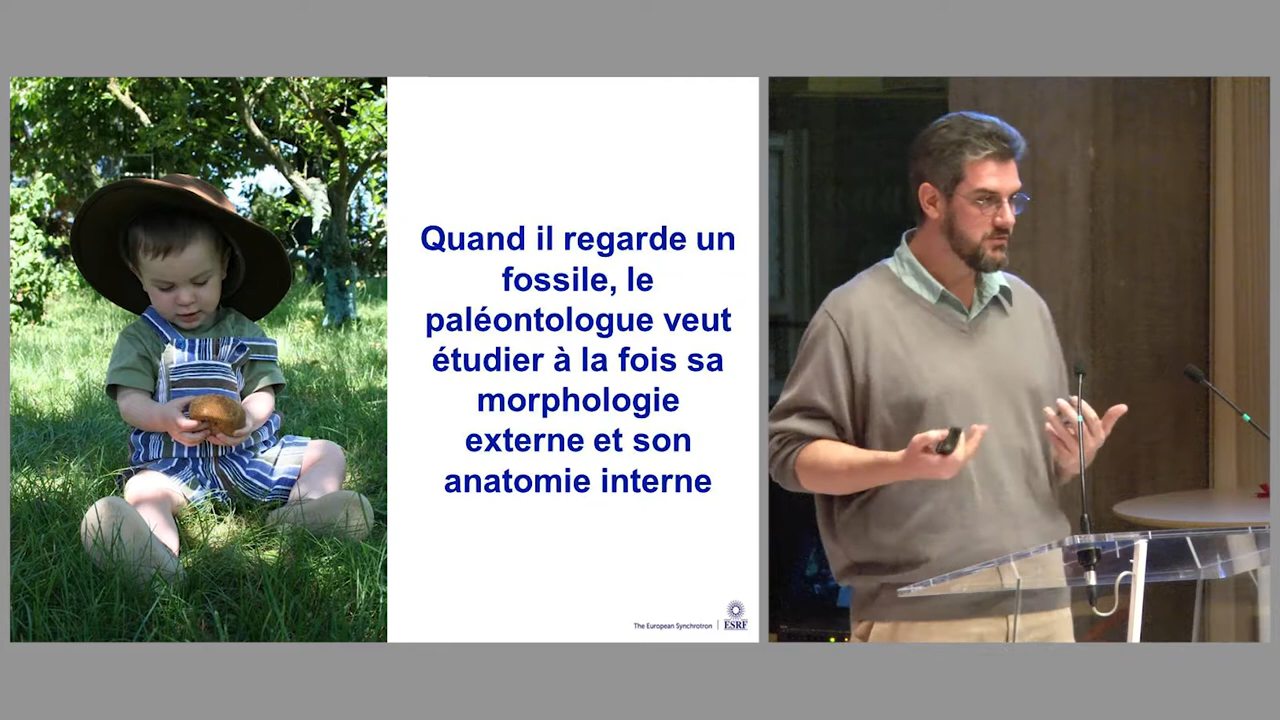 Quand il regarde un
fossile, le
paléontologue veut
étudier à la fois sa
morphologie
externe et son
anatomie interne
The European Synchrotron
ESRF